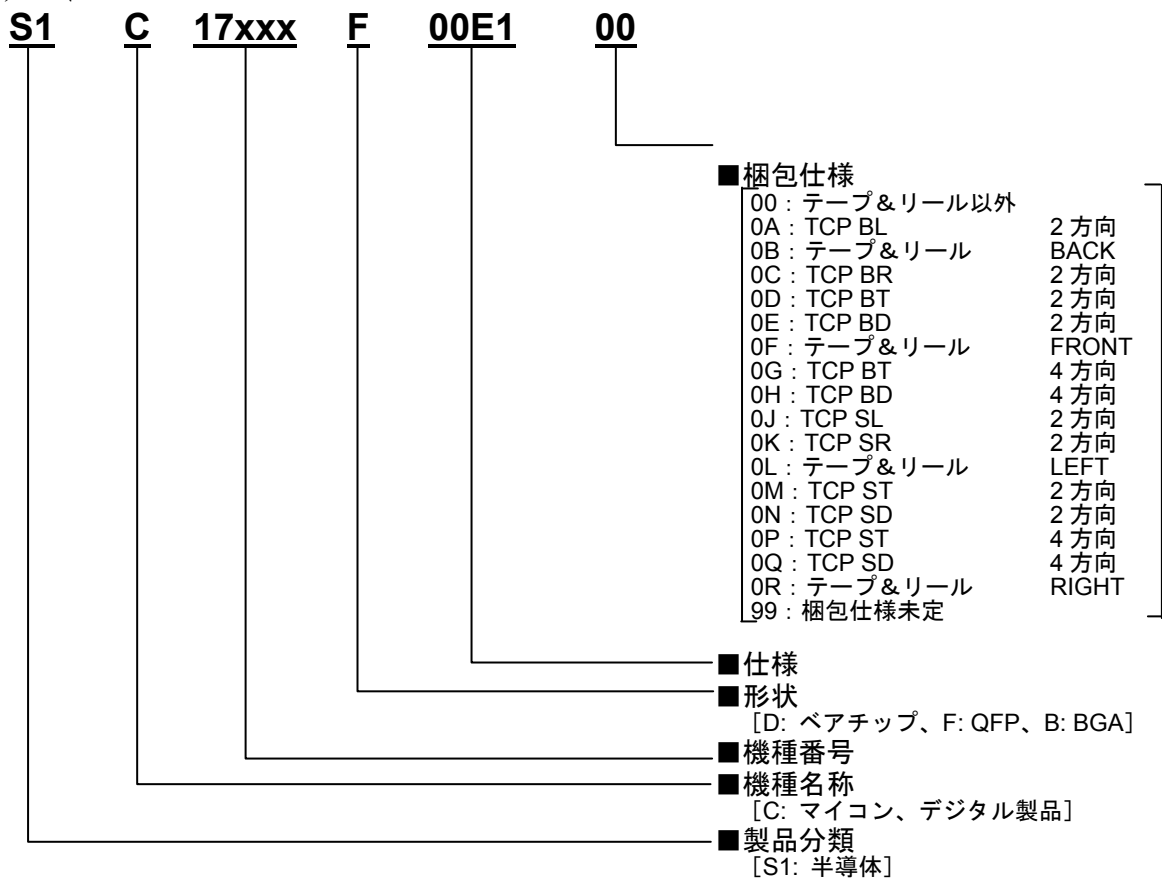 S1 C 17xxx F 00E1 00
■梱包仕様
00 : テープ&リール以外
0A : TCP BL 2 方向
0B : テープ&リール BACK
0C : TCP BR 2 方向
0D : TCP BT 2 方向
0E : TCP BD 2 方向
0F : テープ&リール FRONT
0G : TCP BT 4 方向
0H : TCP BD 4 方向
0J : TCP SL 2 方向
0K : TCP SR 2 方向
0L : テープ&リール LEFT
0M : TCP ST 2 方向
0N : TCP SD 2 方向
0P : TCP ST 4 方向
0Q : TCP SD 4 方向
0R : テープ&リール RIGHT
99 : 梱包仕様未定
■仕様
■形状
[D: ベアチップ、F: QFP、B: BGA]
■機種番号
■機種名称
[C: マイコン、デジタル製品]
■製品分類
[S1: 半導体]